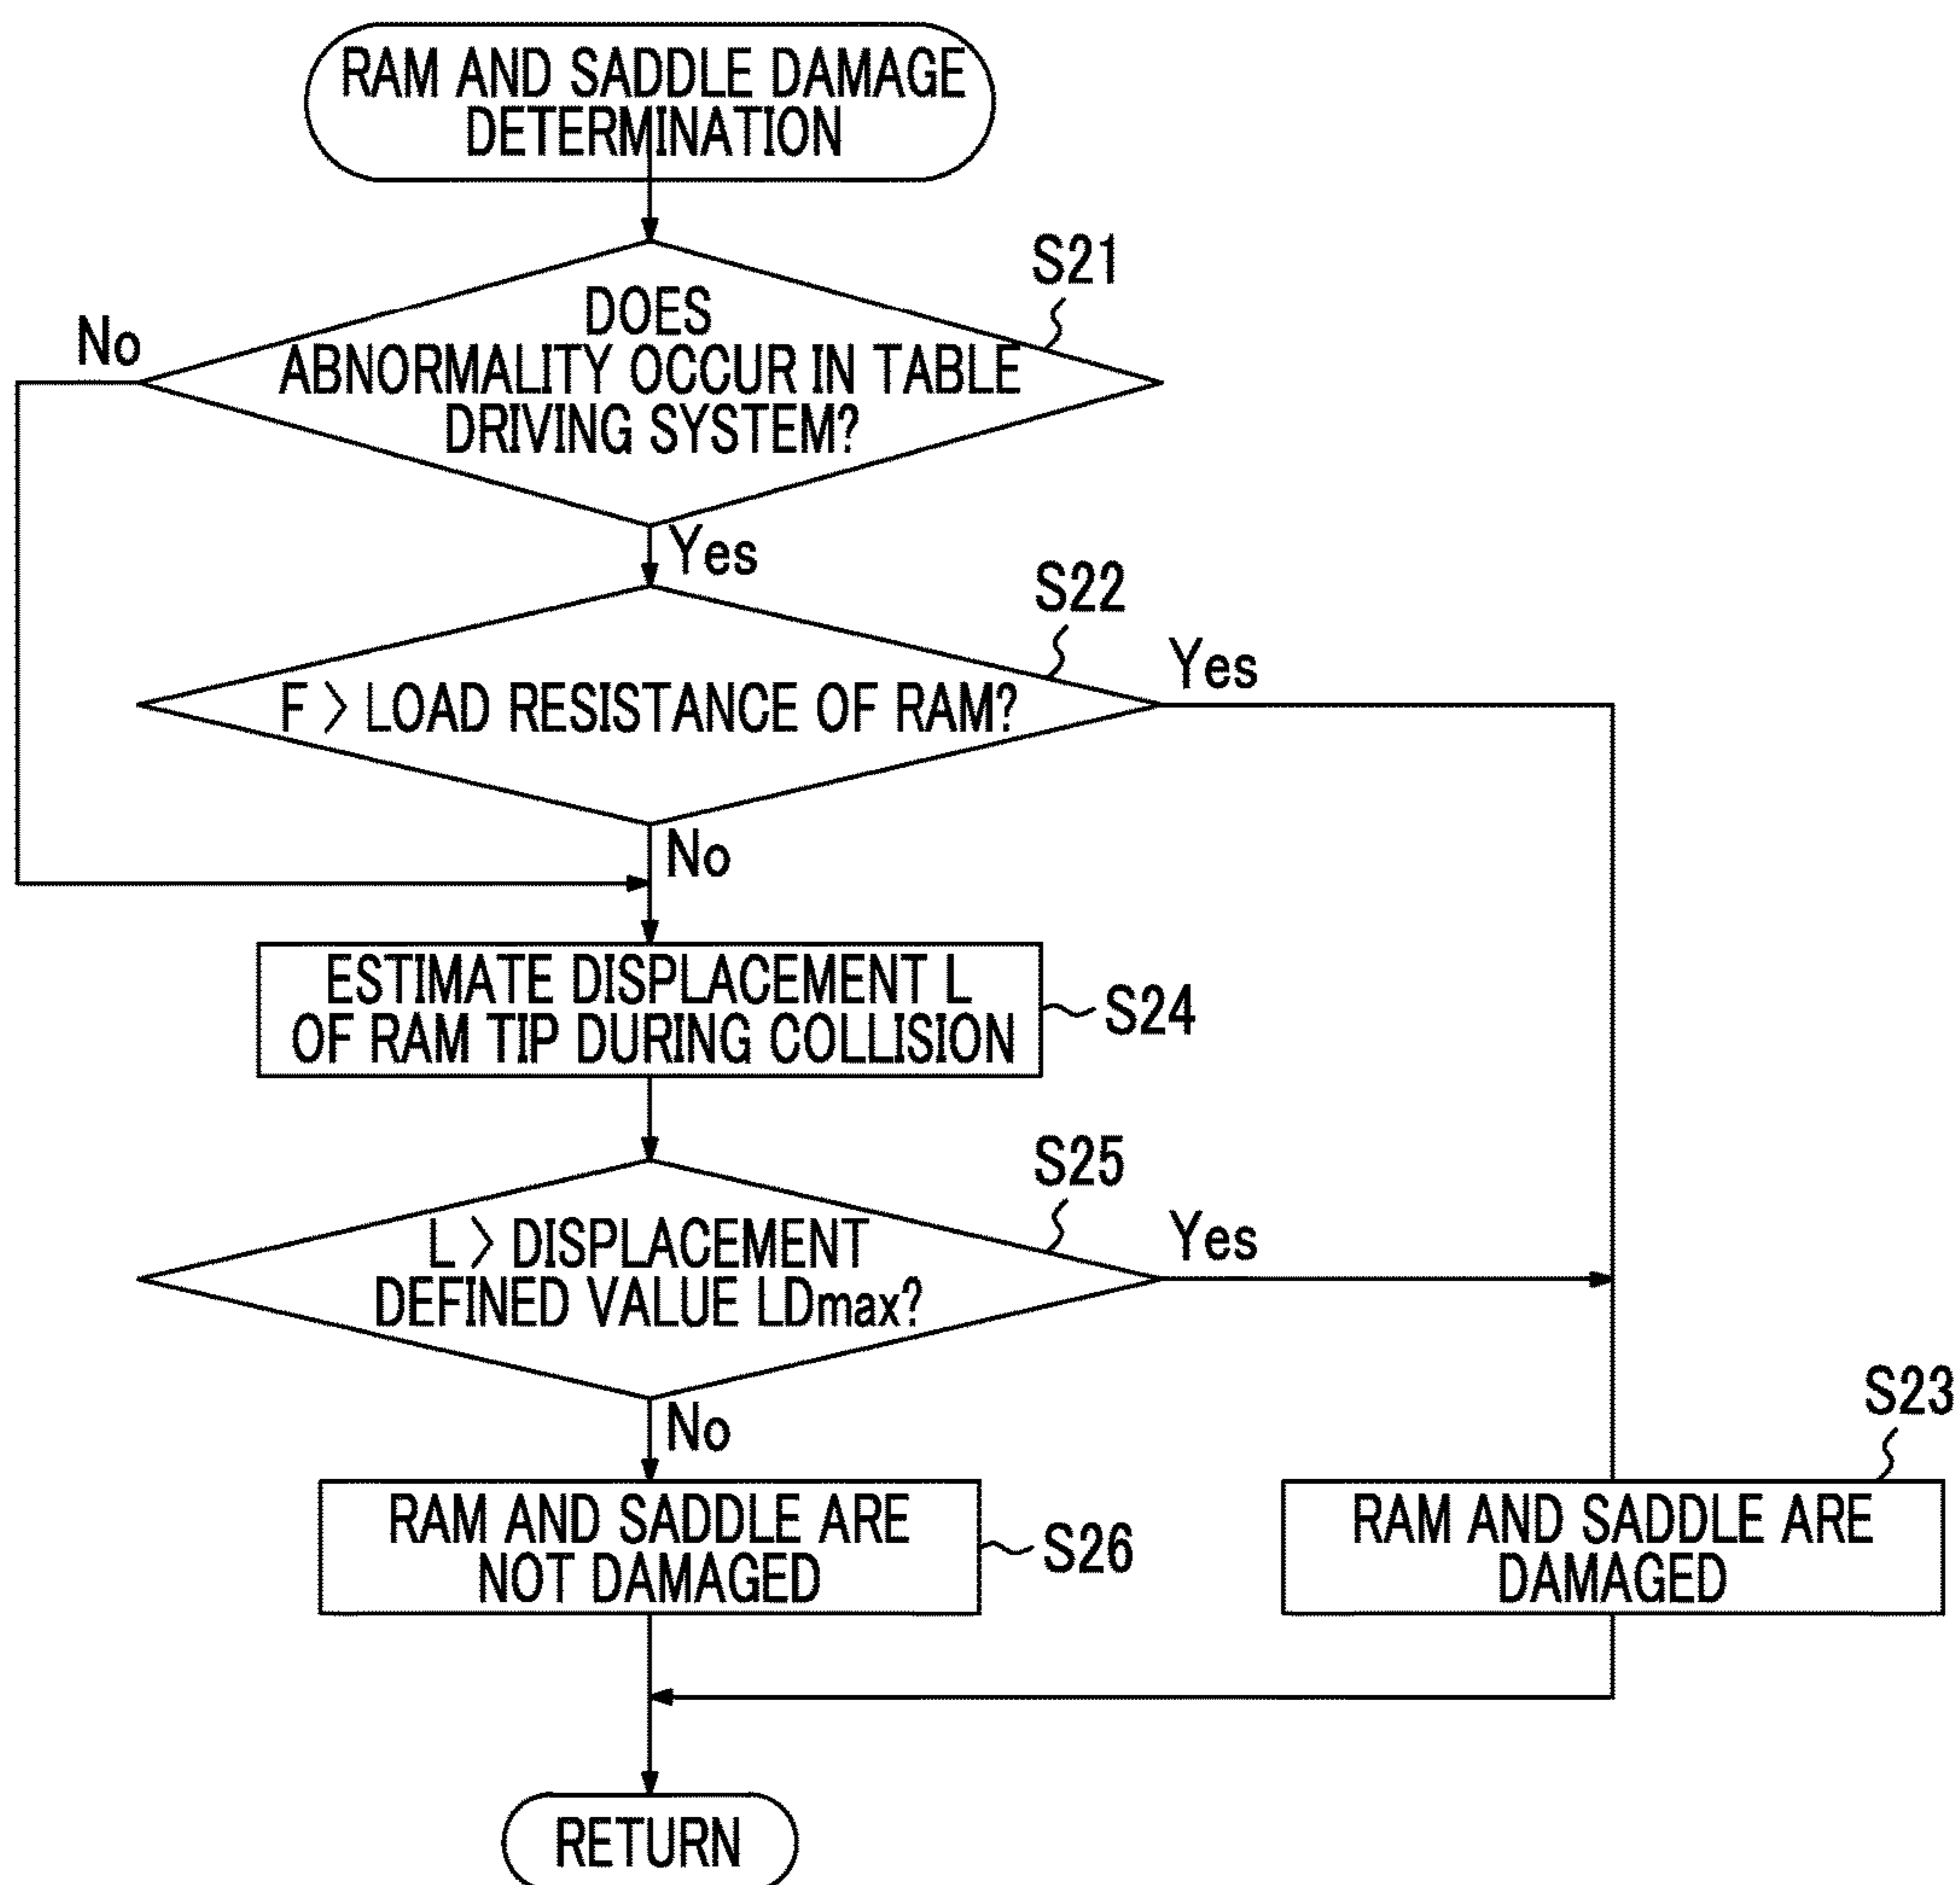 RAM AND SADDLE DAMAGE
DETERMINATION
S21
DOES
ABNORMALITY OCCUR IN TABLE
DRIVING SYSTEM?
No
Yes
S22
F > LOAD RESISTANCE OF RAM?
Yes
No
ESTIMATE DISPLACEMENT L
OF RAM TIP DURING COLLISION
S24
S25
L > DISPLACEMENT
DEFINED VALUE LDmax?
Yes
No
S23
RAM AND SADDLE ARE
NOT DAMAGED
S26
RAM AND SADDLE ARE
DAMAGED
RETURN